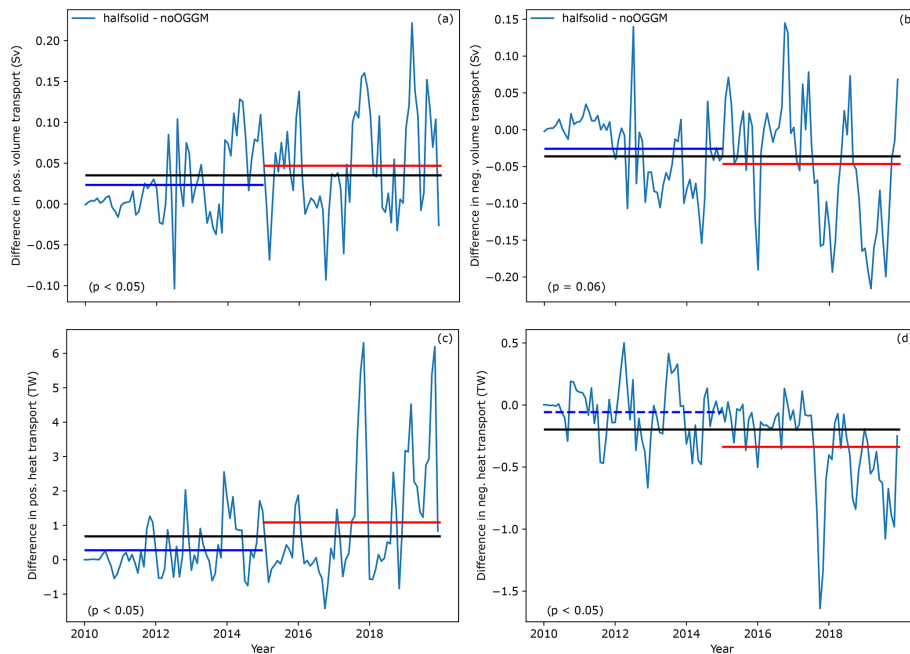 halfsolid - noOGGM
(a)
Difference in pos. volume transport (Sv)
0.20
0.15
0.10
0.05
0.00
−0.05
−0.10
(p < 0.05)
halfsolid - noOGGM
(b
Difference in neg. volume transport (Sv)
0.15
0.10
0.05
0.00
−0.05
−0.10
−0.15
−0.20
(p = 0.06)
(c)
Difference in pos. heat transport (TW)
6
5
4
3
2
1
0
−1
(p < 0.05)
2010
2012
2014
2016
2018
Year
(d
Difference in neg. heat transport (TW)
0.5
0.0
−0.5
−1.0
−1.5
(p < 0.05)
2010
2012
2014
2016
2018
Year